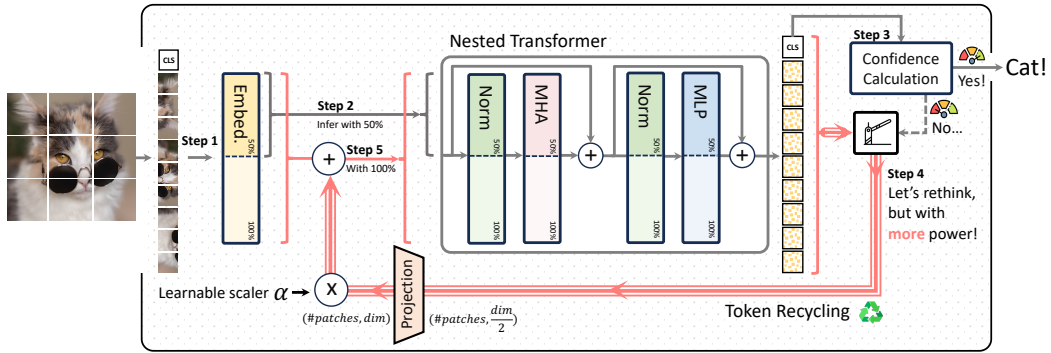 CLS
Step 1
Embed.
50%
100%
Step 2
Infer with 50%
Step 5
With 100%
+
Nested Transformer
Norm
50%
100%
MHA
50%
100%
+
Norm
50%
100%
MLP
50%
100%
+
CLS
Step 3
Confidence
Calculation
Yes!
Cat!
No...
Step 4
Let's rethink,
but with
more power!
Learnable scaler α
X
(#patches, dim)
Projection
(#patches, dim/2)
Token Recycling